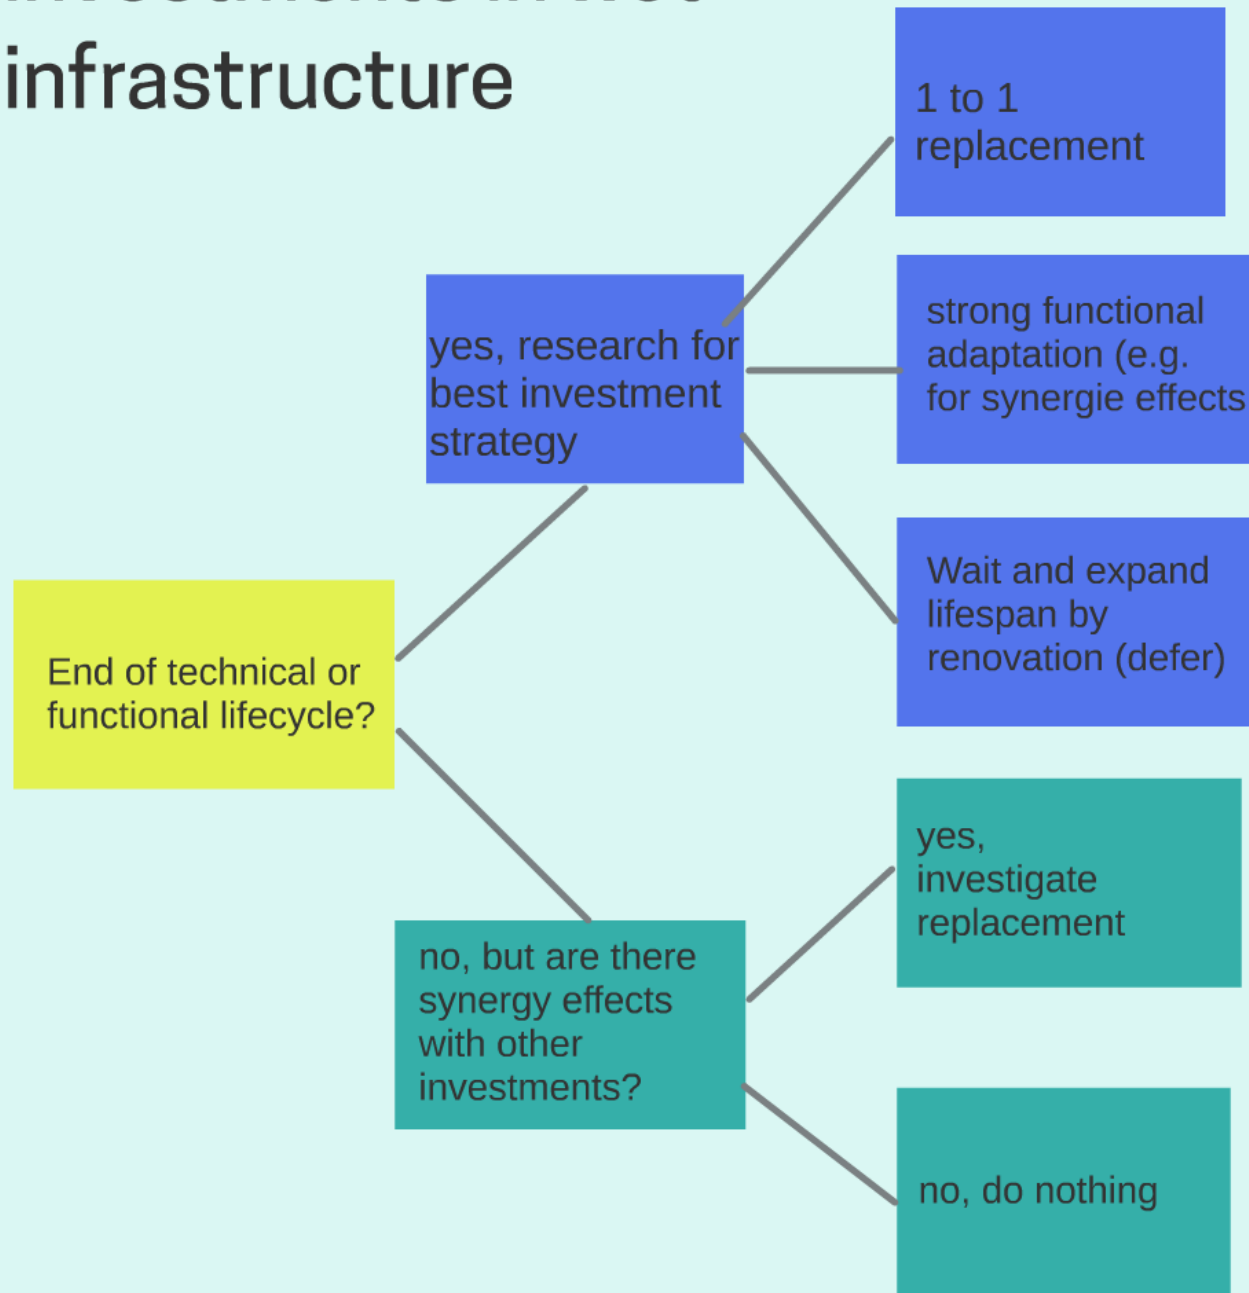 infrastructure
1 to 1
replacement
strong functional
adaptation (e.g.
for synergie effects
yes, research for
best investment
strategy
Wait and expand
lifespan by
renovation (defer)
End of technical or
functional lifecycle?
yes,
investigate
replacement
no, but are there
synergy effects
with other
investments?
no, do nothing